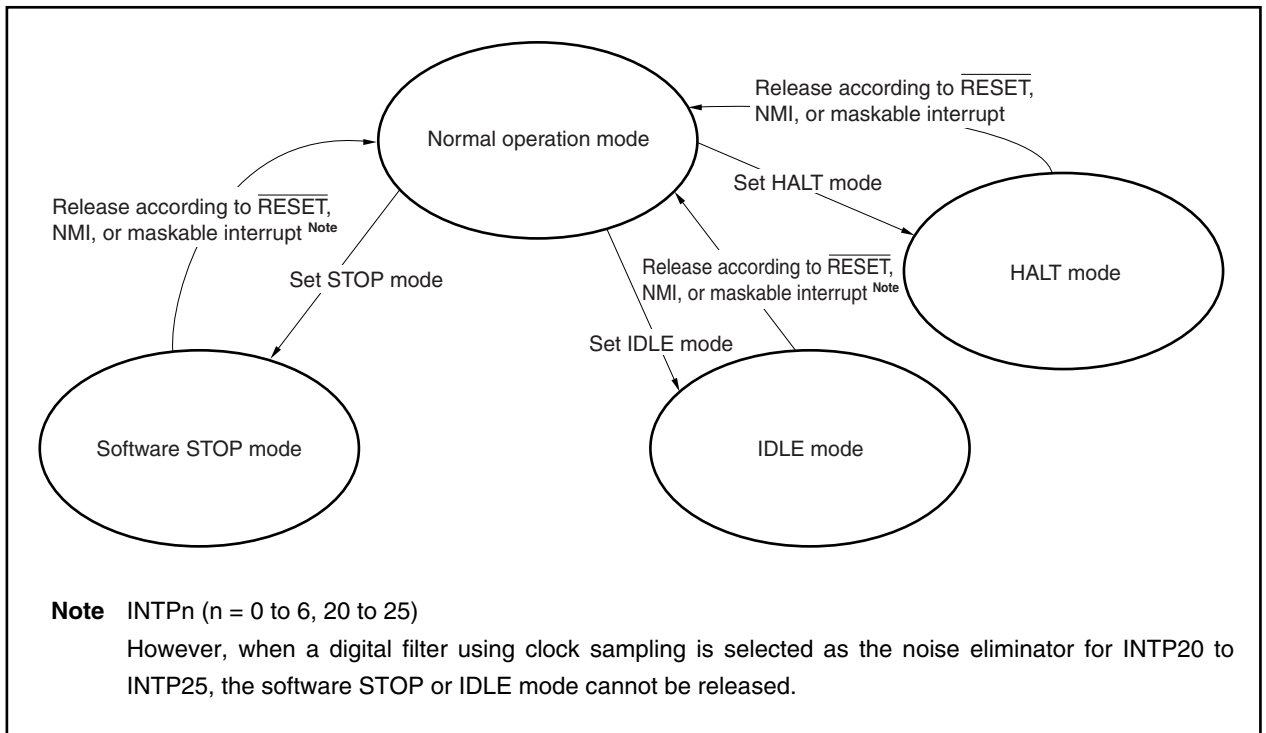 Normal operation mode
Release according to RESET,
NMI, or maskable interrupt
Set HALT mode
HALT mode
Release according to RESET,
NMI, or maskable interrupt Note
Set STOP mode
Software STOP mode
Release according to RESET,
NMI, or maskable interrupt Note
Set IDLE mode
IDLE mode
Note INTPn (n = 0 to 6, 20 to 25)
However, when a digital filter using clock sampling is selected as the noise eliminator for INTP20 to
INTP25, the software STOP or IDLE mode cannot be released.